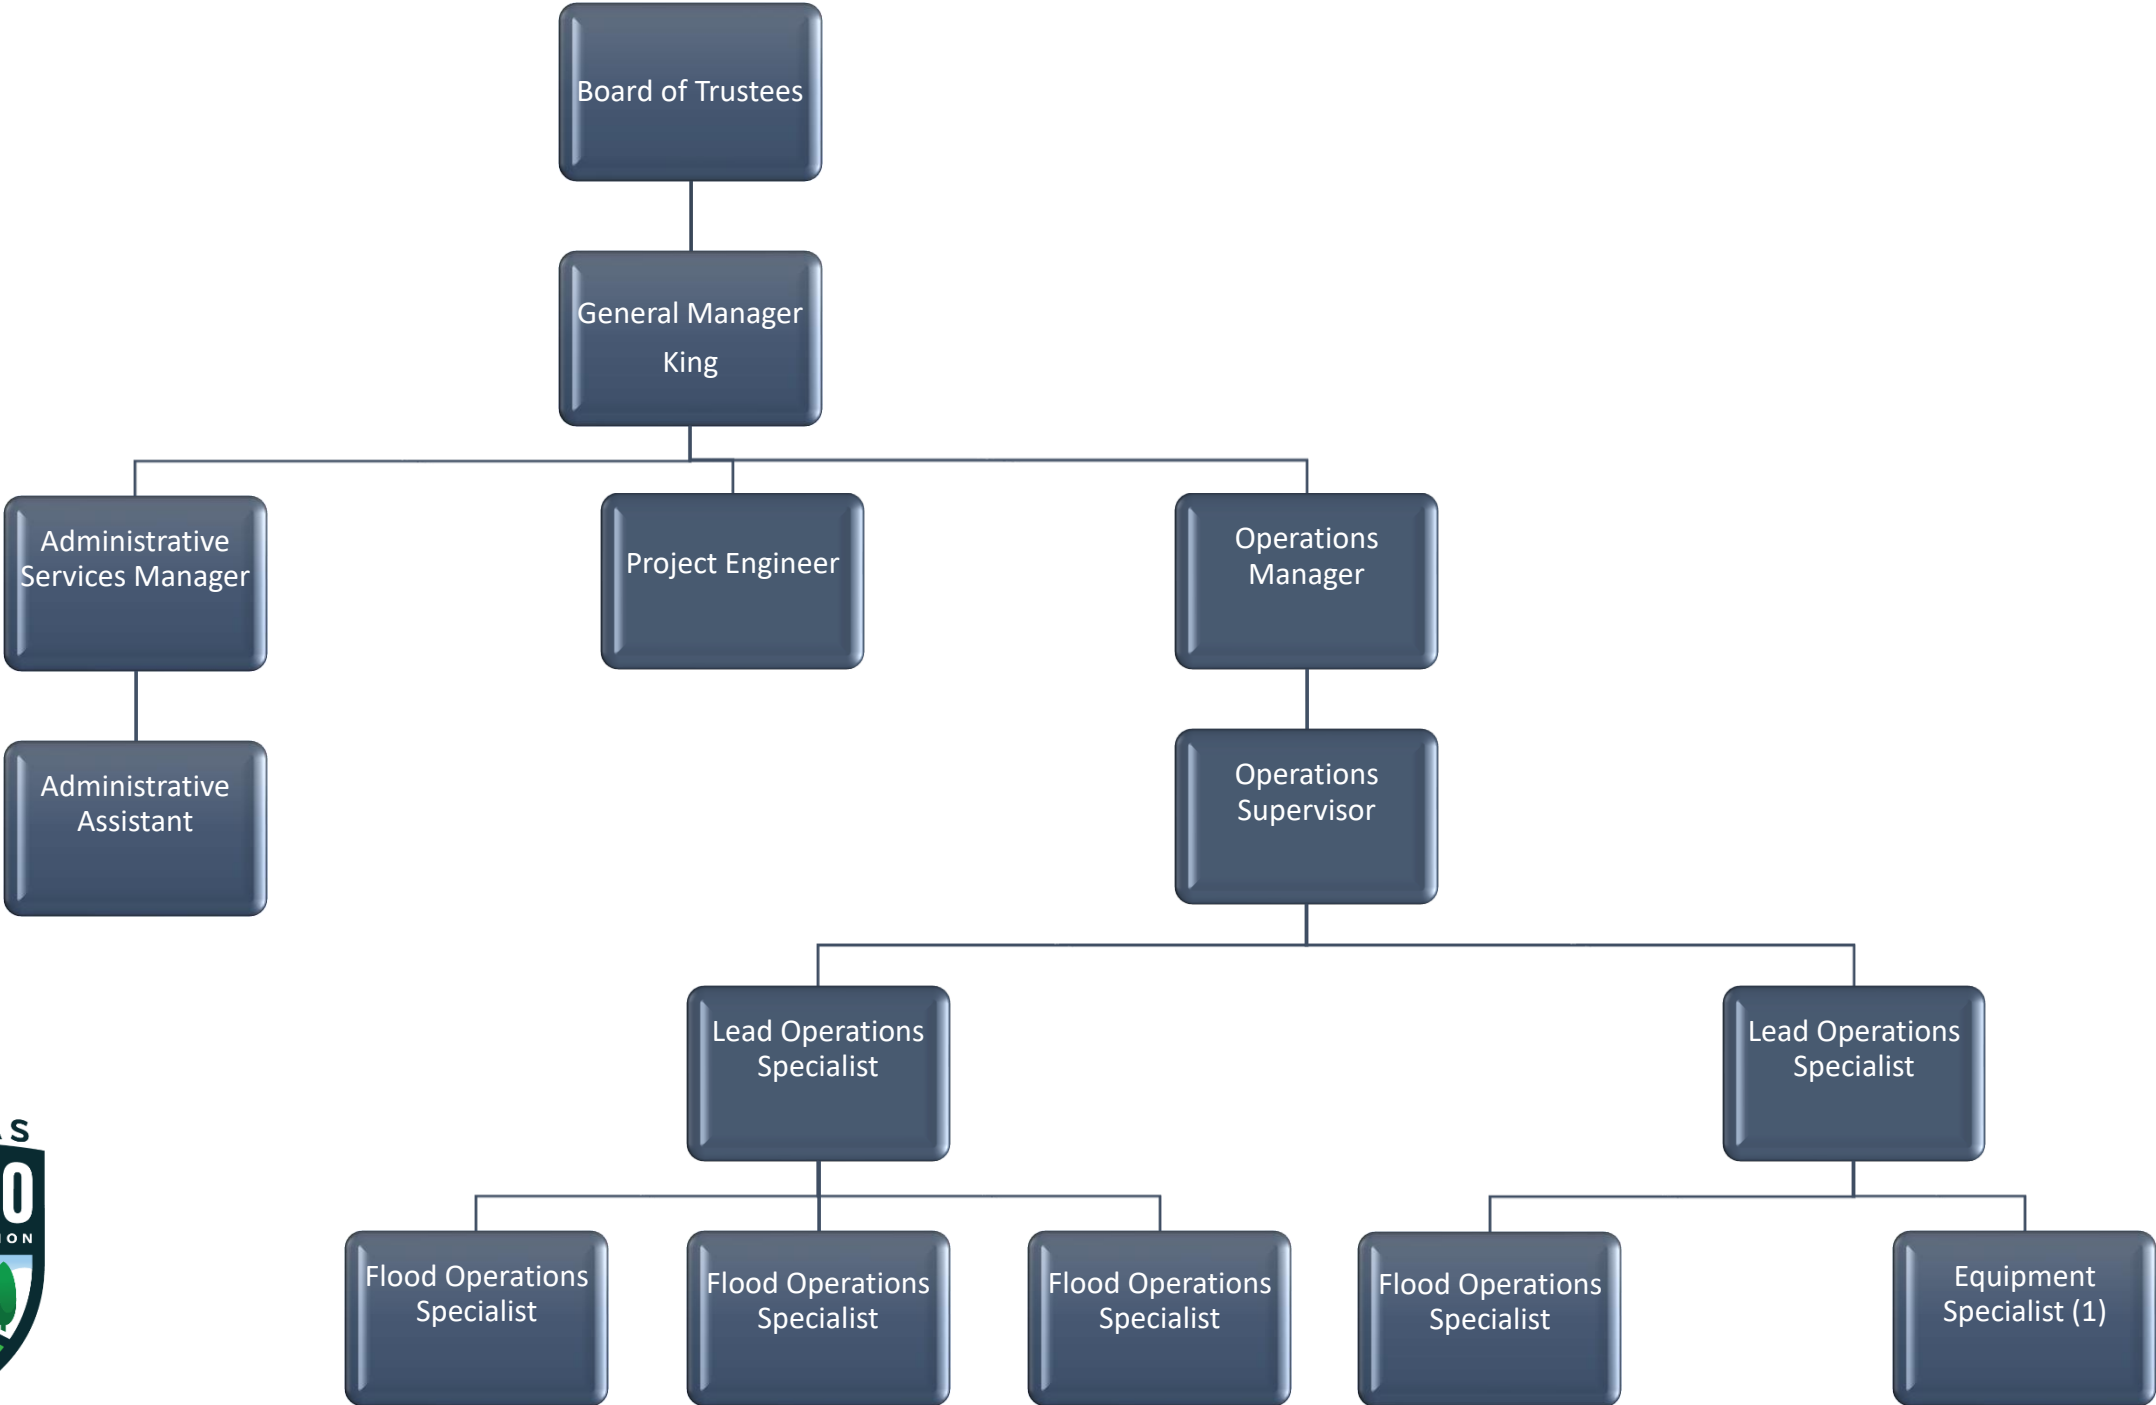 Board of Trustees
General Manager
King
Administrative
Services Manager
Project Engineer
Operations
Manager
Administrative
Assistant
Operations
Supervisor
Lead Operations
Specialist
Lead Operations
Specialist
Flood Operations
Specialist
Flood Operations
Specialist
Flood Operations
Specialist
Flood Operations
Specialist
Equipment
Specialist (1)